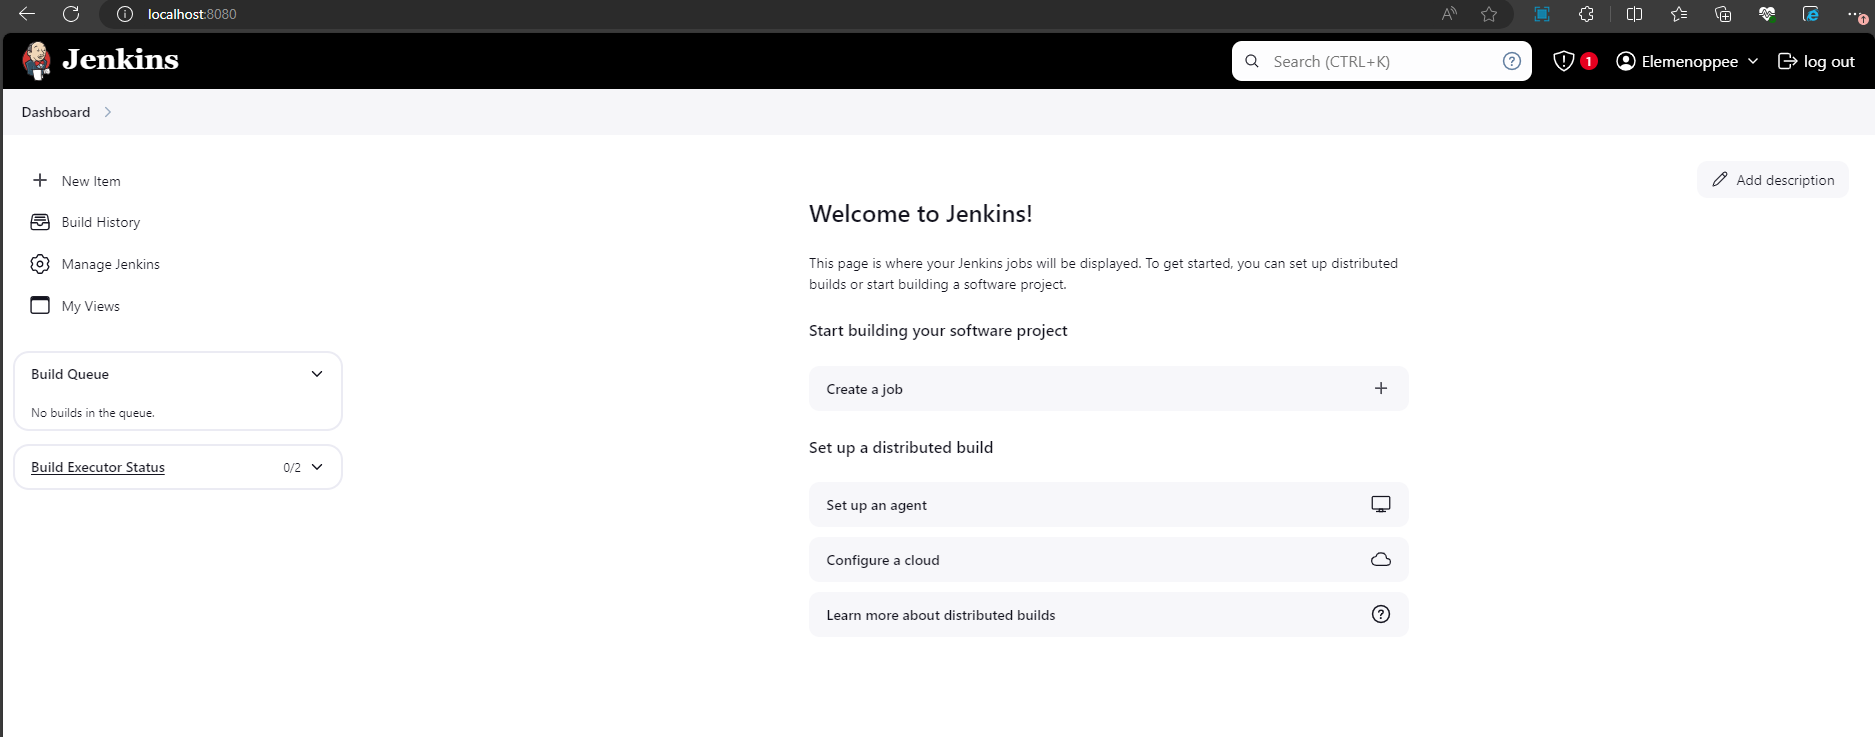 localhost:8080
Jenkins
Search (CTRL+K)
1
Elemenoppee
log out
Dashboard
New Item
Build History
Manage Jenkins
My Views
Build Queue
No builds in the queue.
Build Executor Status
0/2
Add description
Welcome to Jenkins!
This page is where your Jenkins jobs will be displayed. To get started, you can set up distributed
builds or start building a software project.
Start building your software project
Create a job
Set up a distributed build
Set up an agent
Configure a cloud
Learn more about distributed builds